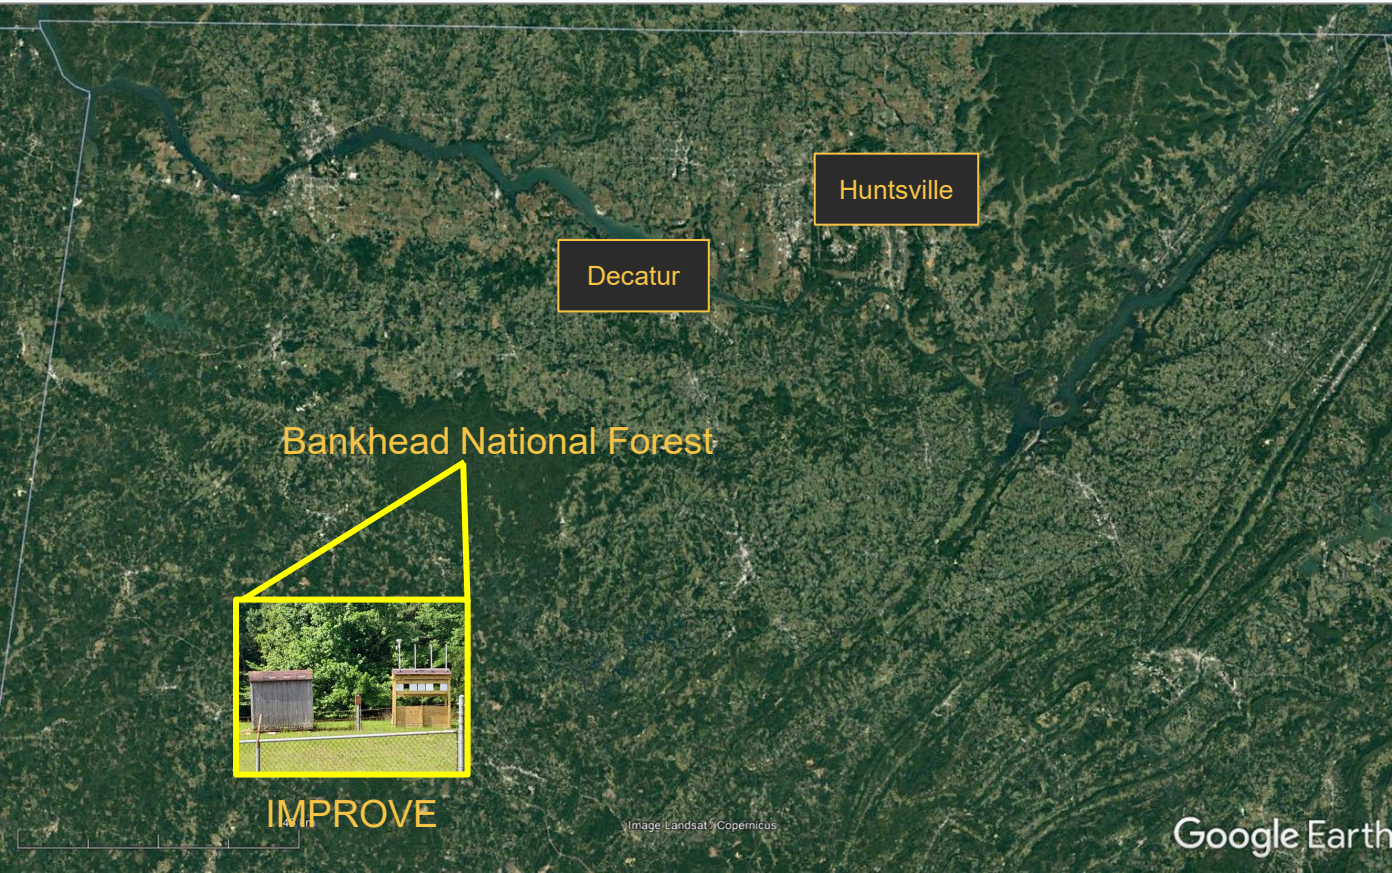 Huntsville
Decatur
Bankhead National Forest
IMPROVE
Image Landsat / Copernicus
Google Earth